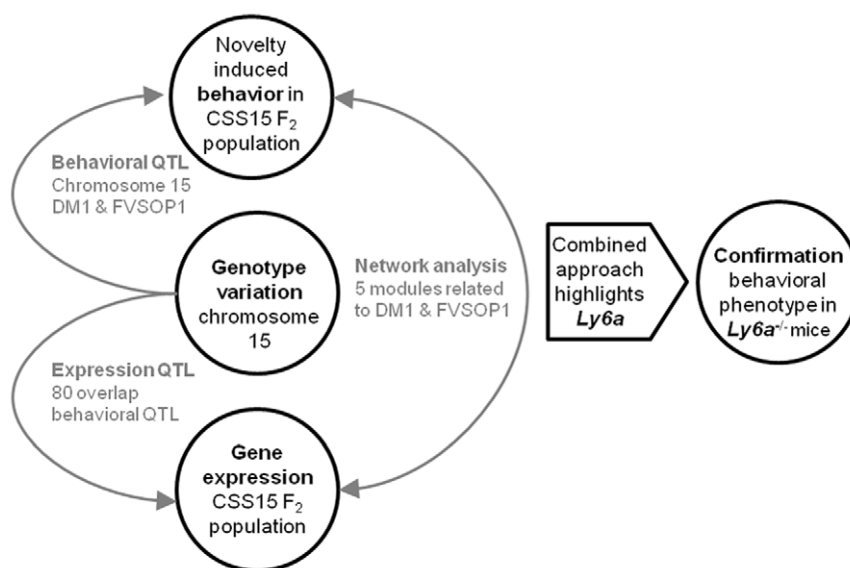 Novelty
induced
behavior in
CSS15 F2
population
Behavioral QTL
Chromosome 15
DM1 & FVSOP1
Genotype
variation
chromosome
15
Network analysis
5 modules related
to DM1 & FVSOP1
Expression QTL
80 overlap
behavioral QTL
Gene
expression
CSS15 F2
population
Combined
approach
highlights
Ly6a
Confirmation
behavioral
phenotype in
Ly6a-/- mice